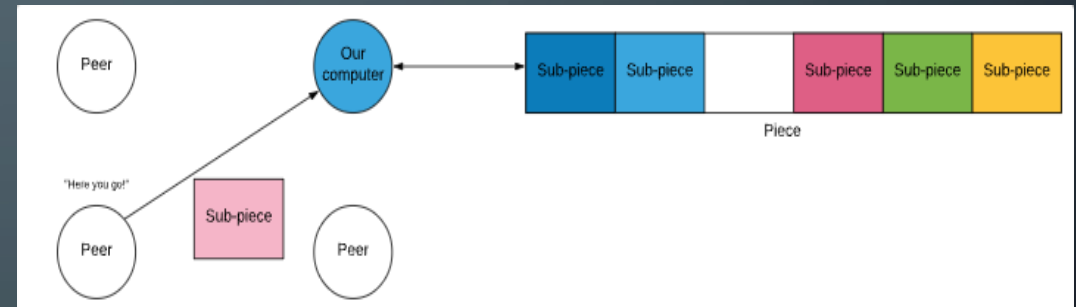 Peer
Our
computer
Sub-piece
Sub-piece
Sub-piece
Sub-piece
Sub-piece
Piece
"Here you go!"
Peer
Sub-piece
Peer